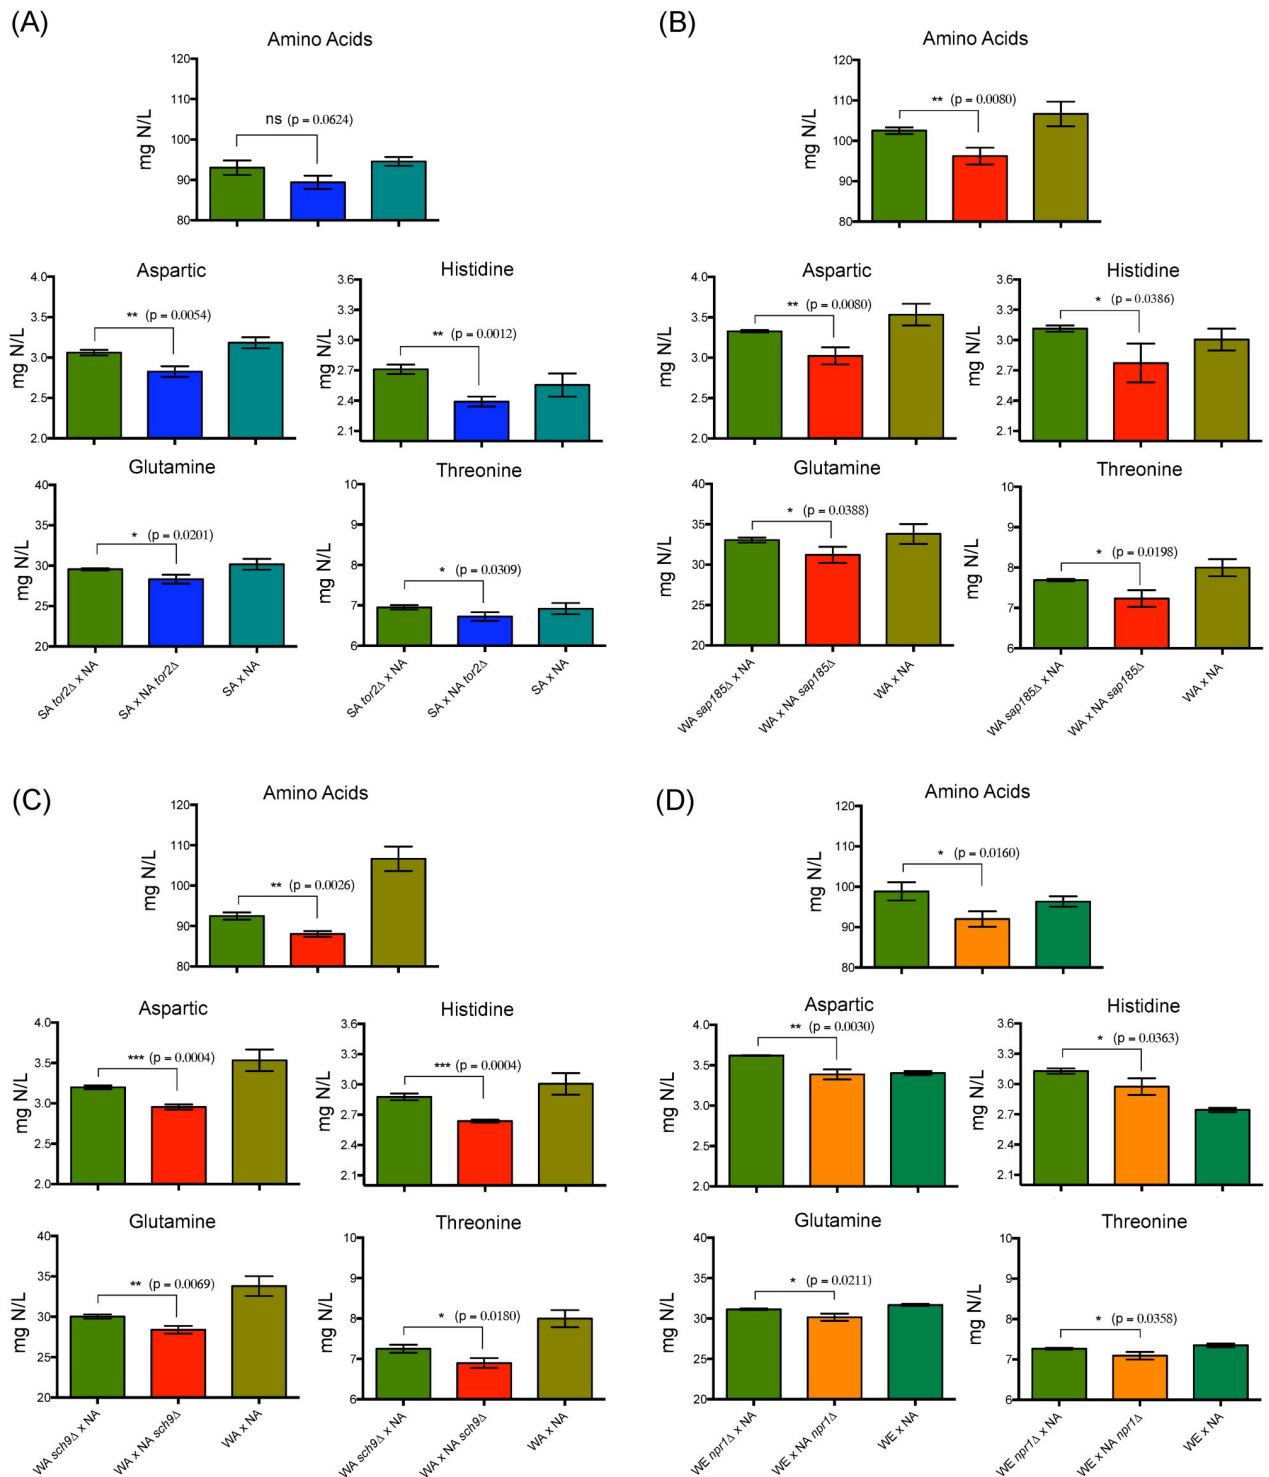 (A)
Amino Acids
120
110
100
90
80
mg N/L
ns (p = 0.0624)
Aspartic
4.0
3.5
3.0
2.5
2.0
mg N/L
** (p = 0.0054)
Histidine
3.6
3.3
3.0
2.7
2.4
2.1
mg N/L
** (p = 0.0012)
Glutamine
40
35
30
25
20
mg N/L
* (p = 0.0201)
SA tor2Δ x NA
SA x NA tor2Δ
SA x NA
Threonine
10
9
8
7
6
mg N/L
* (p = 0.0309)
SA tor2Δ x NA
SA x NA tor2Δ
SA x NA
(B)
Amino Acids
120
110
100
90
80
mg N/L
** (p = 0.0080)
Aspartic
4.0
3.5
3.0
2.5
2.0
mg N/L
** (p = 0.0080)
Histidine
3.6
3.3
3.0
2.7
2.4
2.1
mg N/L
* (p = 0.0386)
Glutamine
40
35
30
25
20
mg N/L
* (p = 0.0388)
WA sap185Δ x NA
WA x NA sap185Δ
WA x NA
Threonine
10
9
8
7
6
mg N/L
* (p = 0.0198)
WA sap185Δ x NA
WA x NA sap185Δ
WA x NA
(C)
Amino Acids
120
110
100
90
80
mg N/L
** (p = 0.0026)
Aspartic
4.0
3.5
3.0
2.5
2.0
mg N/L
*** (p = 0.0004)
Histidine
3.6
3.3
3.0
2.7
2.4
2.1
mg N/L
*** (p = 0.0004)
Glutamine
40
35
30
25
20
mg N/L
** (p = 0.0069)
WA sch9Δ x NA
WA x NA sch9Δ
WA x NA
Threonine
10
9
8
7
6
mg N/L
* (p = 0.0180)
WA sch9Δ x NA
WA x NA sch9Δ
WA x NA
(D)
Amino Acids
120
110
100
90
80
mg N/L
* (p = 0.0160)
Aspartic
4.0
3.5
3.0
2.5
2.0
mg N/L
** (p = 0.0030)
Histidine
3.6
3.3
3.0
2.7
2.4
2.1
mg N/L
* (p = 0.0363)
Glutamine
40
35
30
25
20
mg N/L
* (p = 0.0211)
WE npr1Δ x NA
WE x NA npr1Δ
WE x NA
Threonine
10
9
8
7
6
mg N/L
* (p = 0.0358)
WE npr1Δ x NA
WE x NA npr1Δ
WE x NA